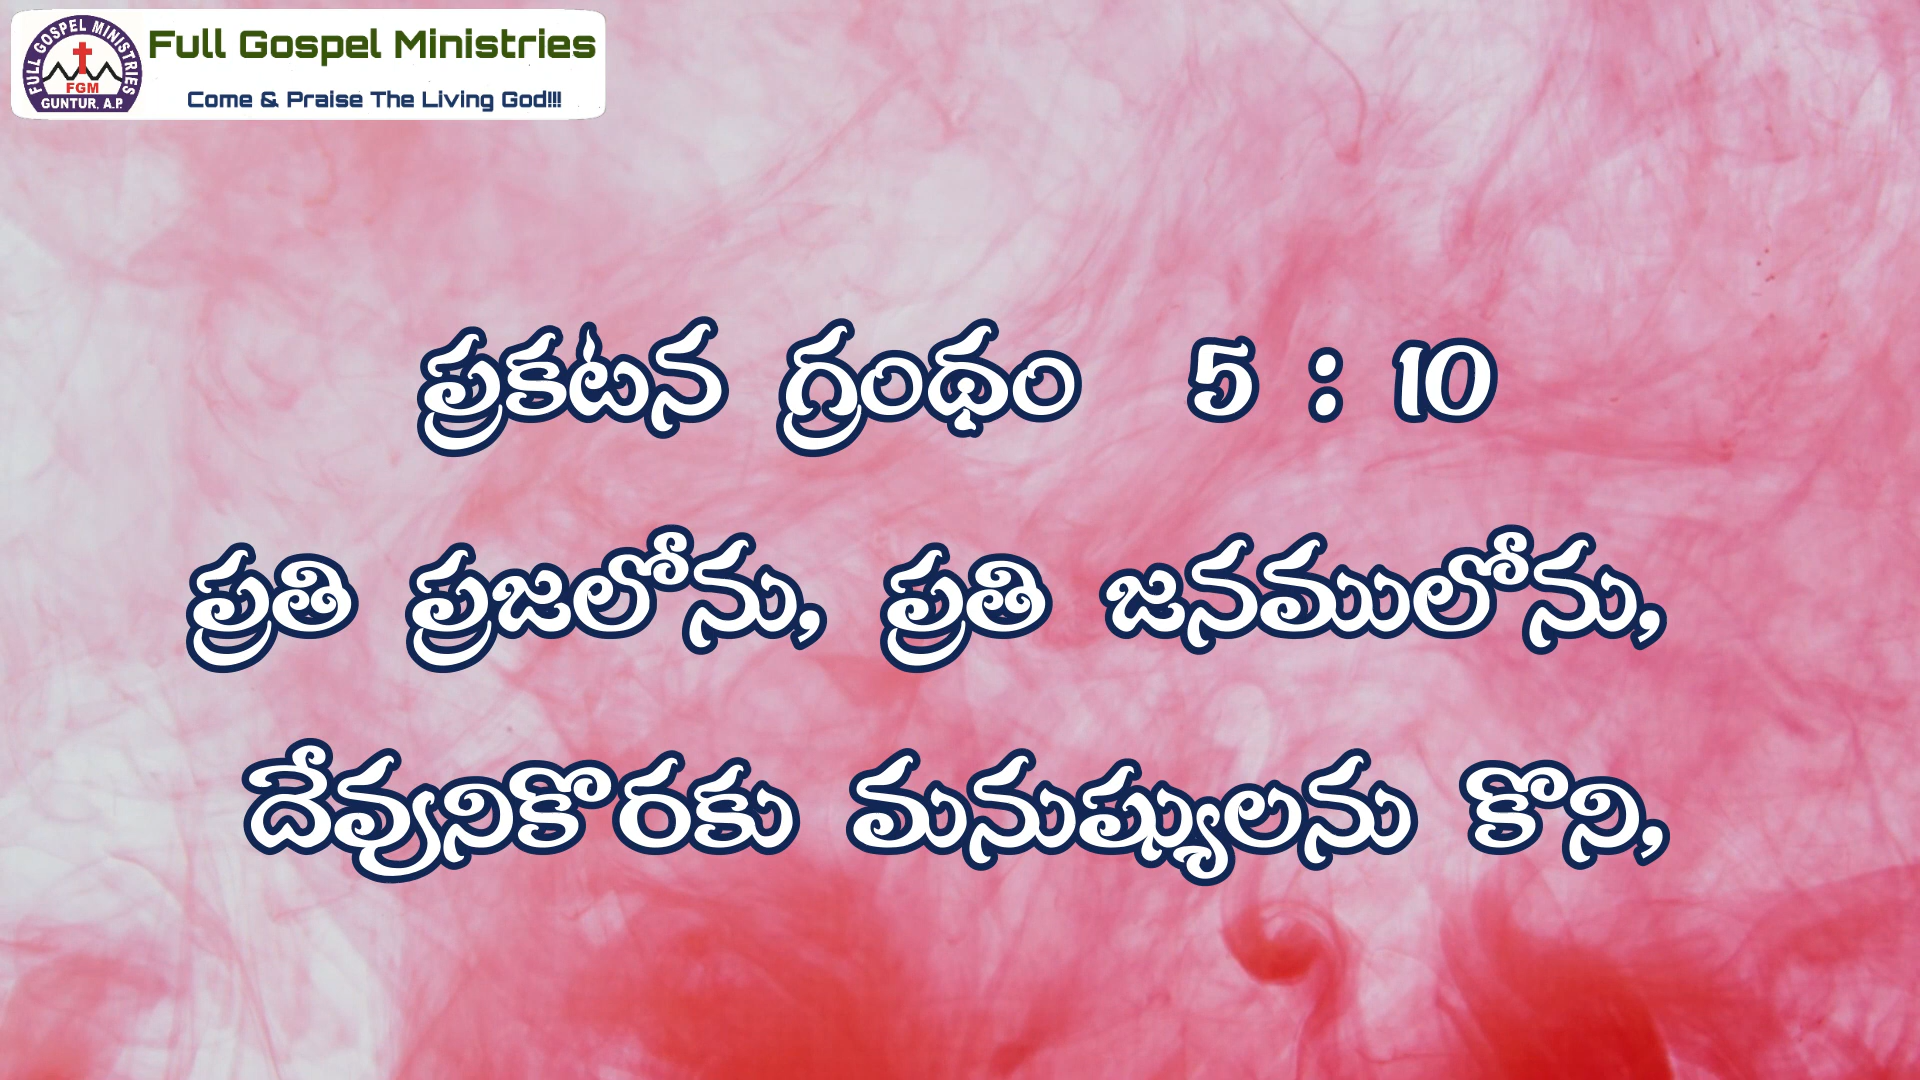 FULL GOSPEL MINISTRIES
FGM
GUNTUR. A.P.
Full Gospel Ministries
Come & Praise The Living God!!!
ప్రకటన గ్రంథం 5 : 10
ప్రతి ప్రజలోను, ప్రతి జనములోను,
దేవునికొరకు మనుష్యులను కొని,